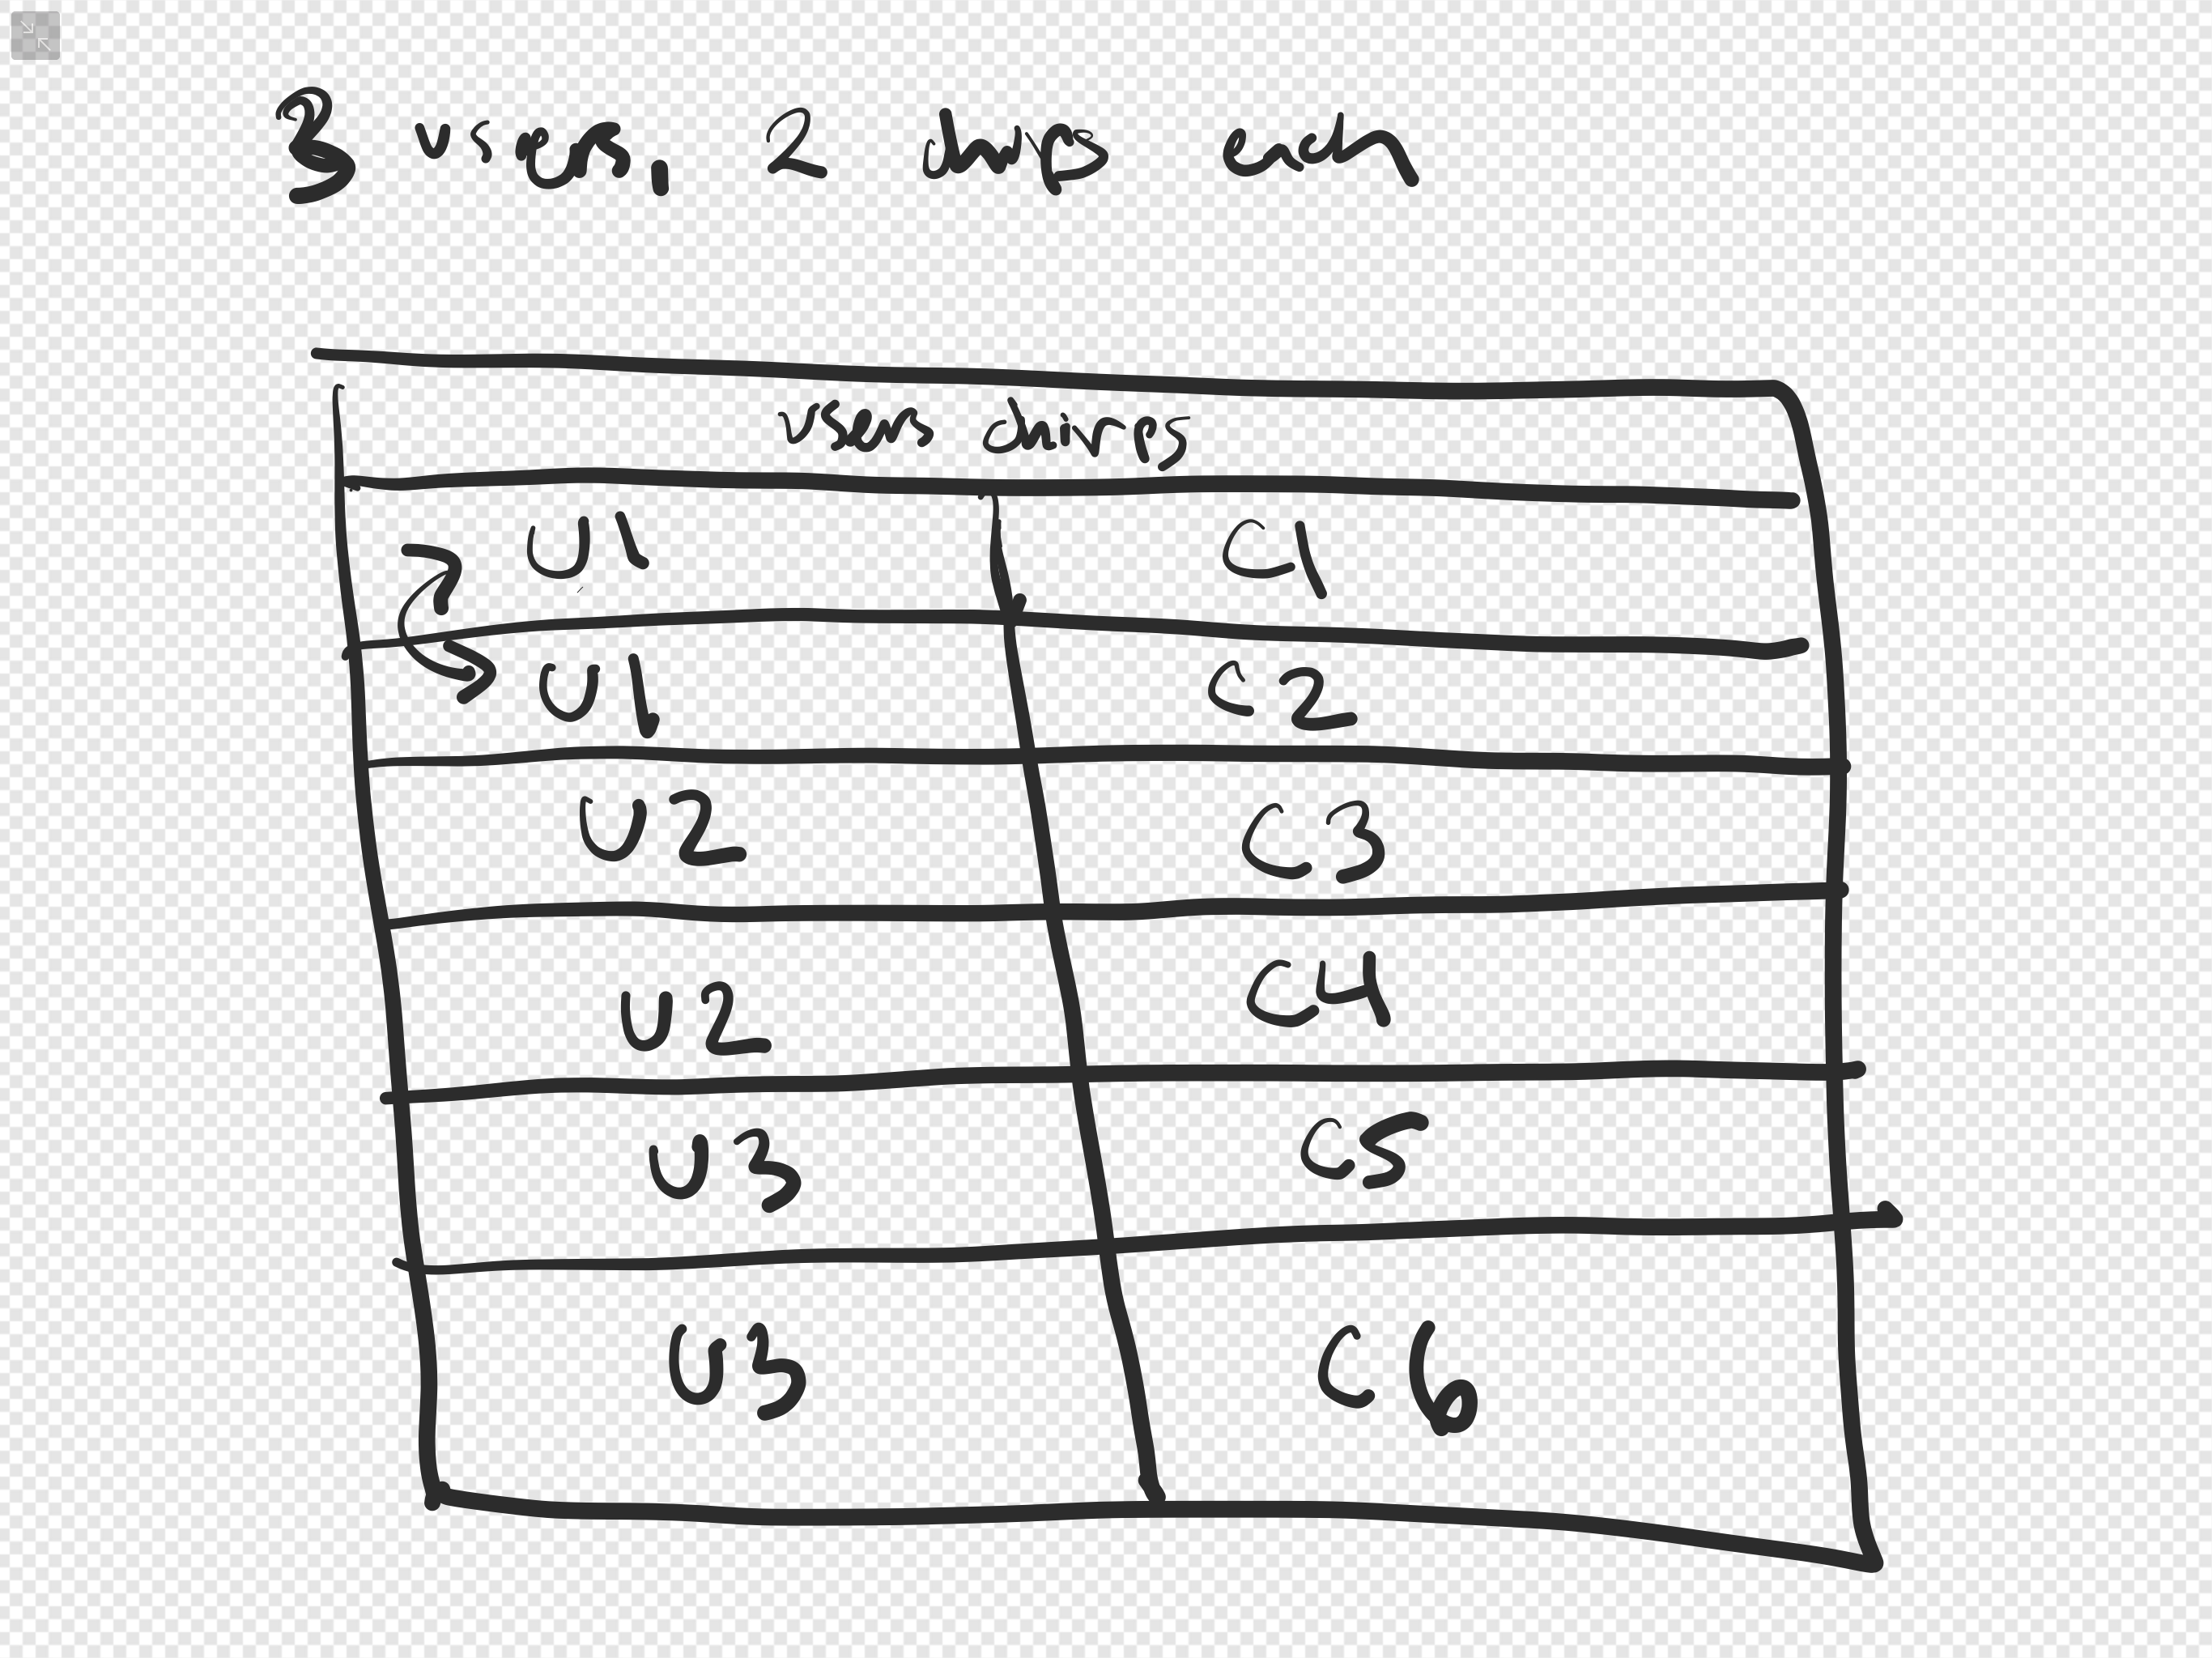 3 users, 2 chirps each
users chirps
U1 C1
U1 C2
U2 C3
U2 C4
U3 C5
U3 C6